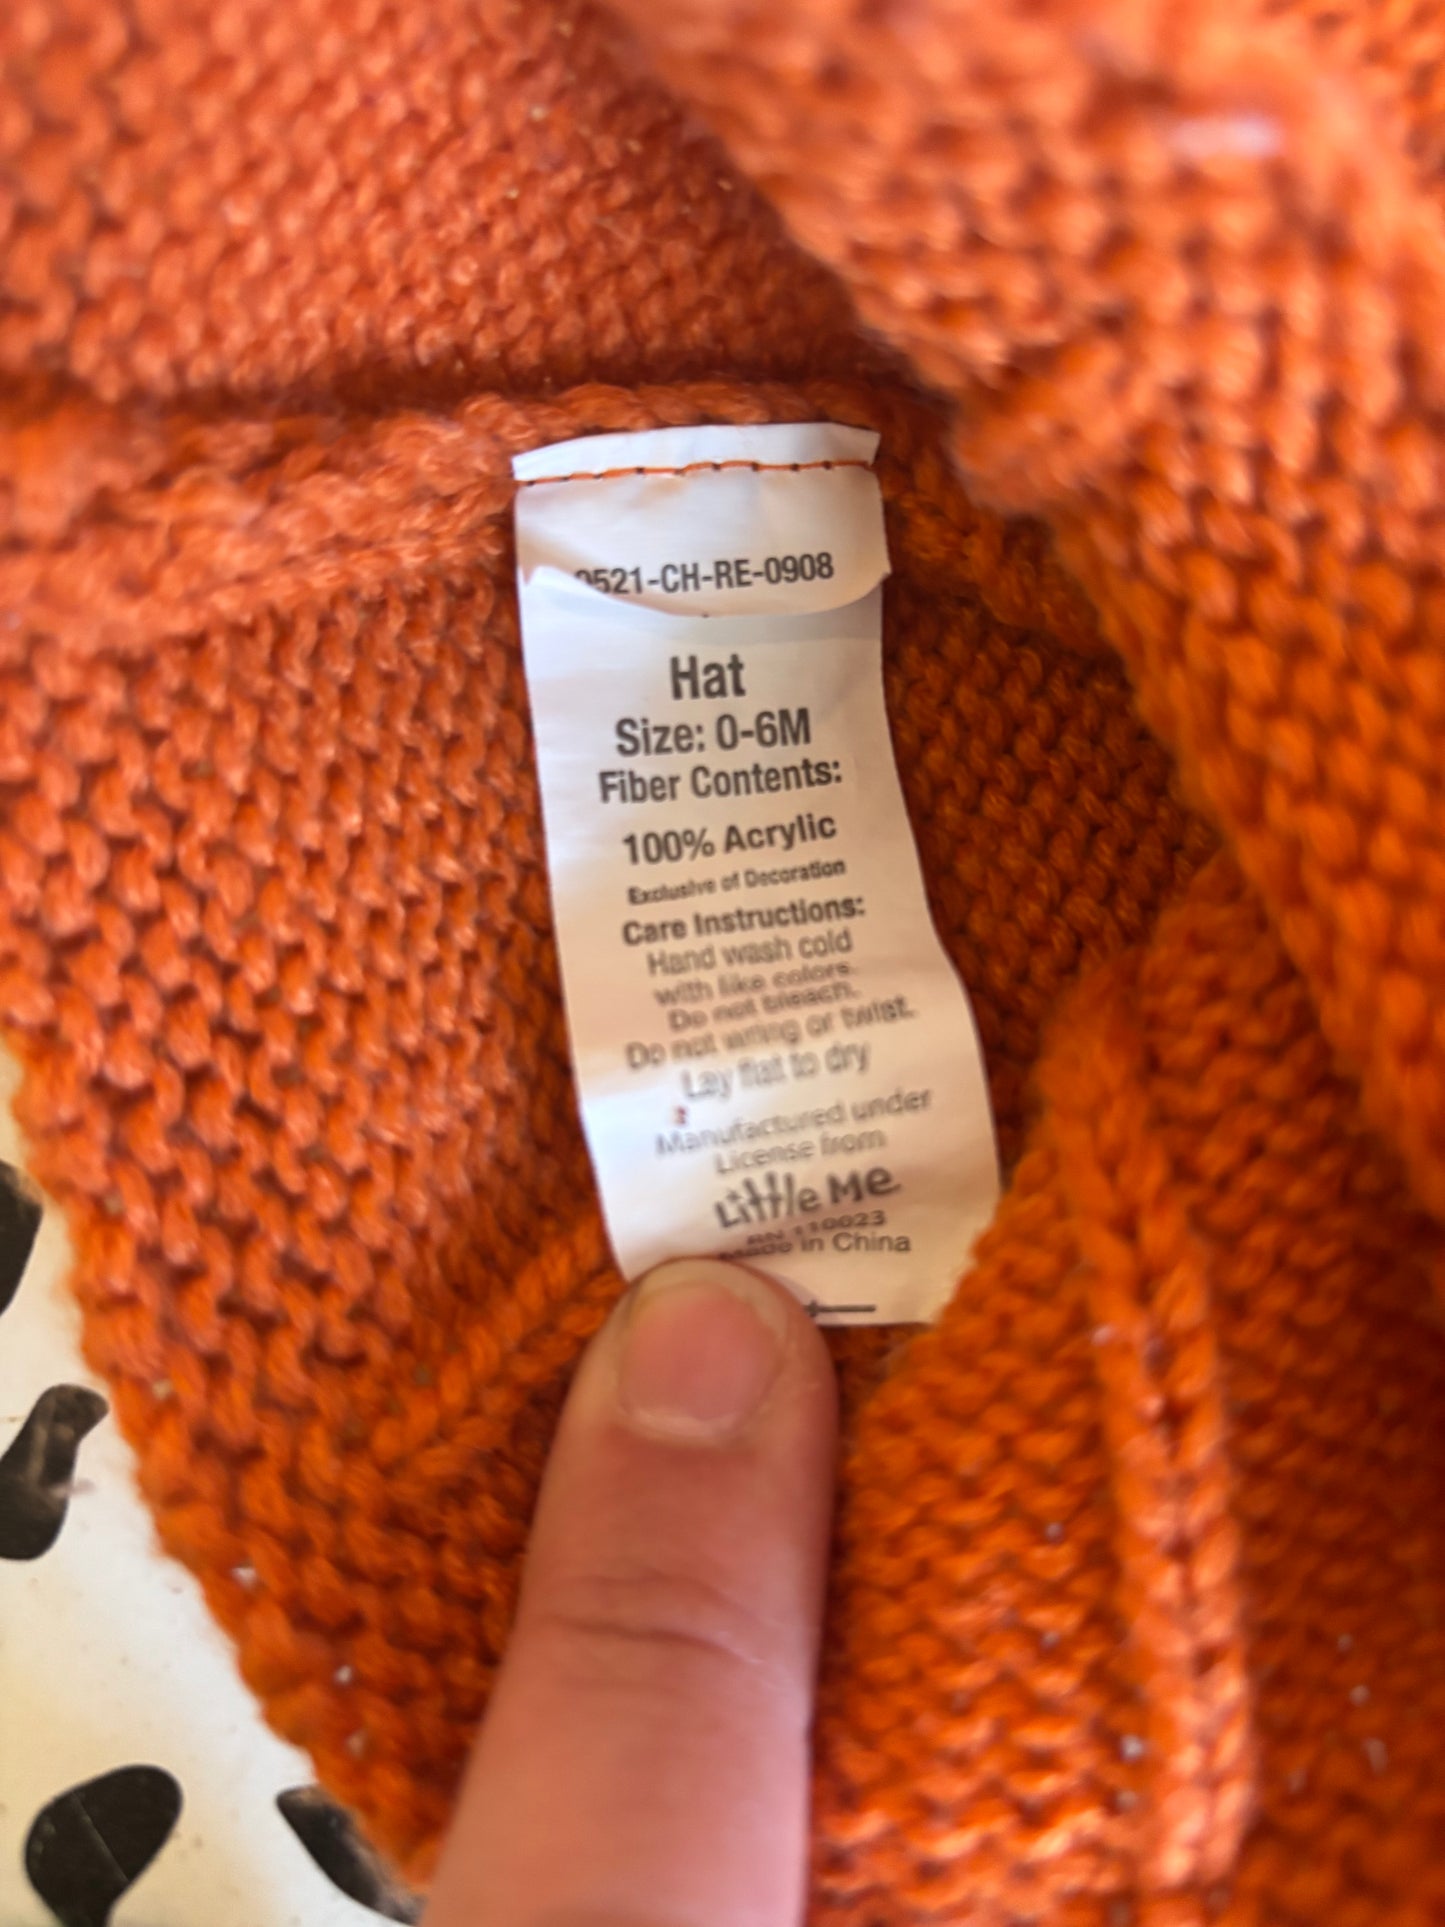 521-CH-RE-0908
Hat
Size: 0-6M
Fiber Contents:
100% Acrylic
Exclusive of Decoration
Care Instructions:
Hand wash cold
with like colors.
Do not bleach.
Do not wring or twist.
Lay flat to dry
Manufactured under
License from
Little Me
RN 110023
Made in China